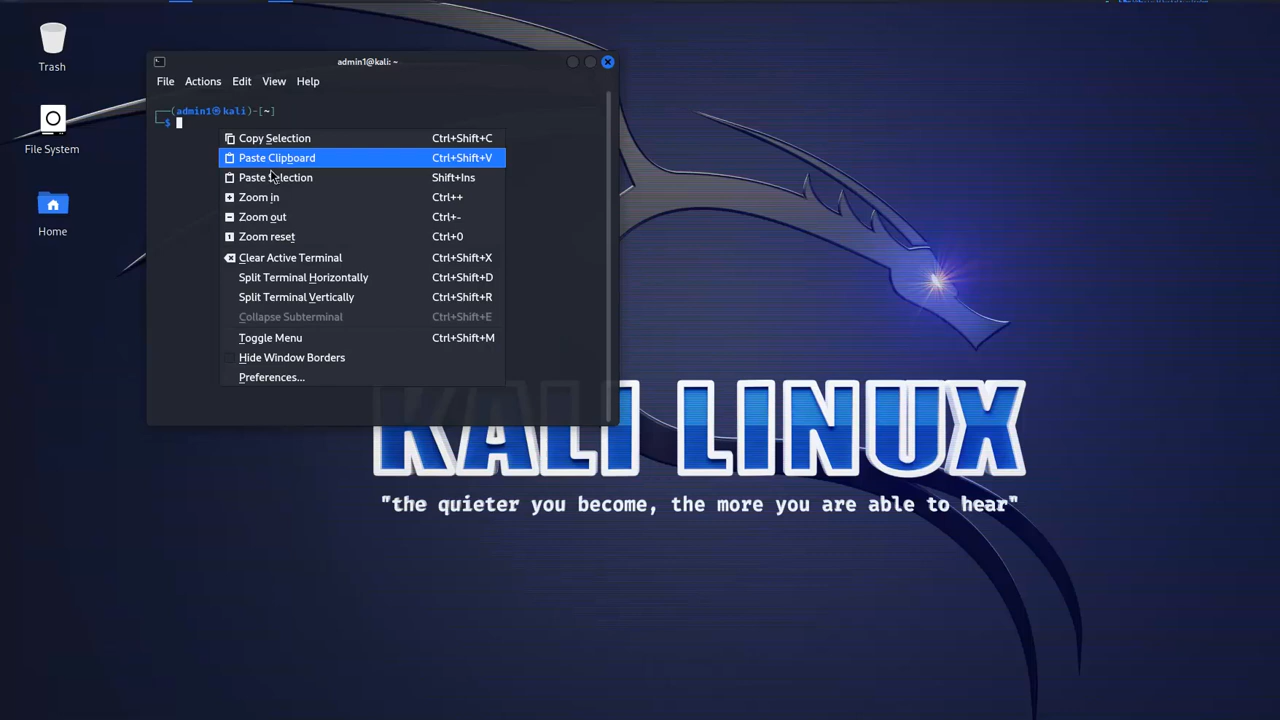 admin1@kali: ~
Trash
File Actions Edit View Help
┌──(admin1㉿kali)-[~]
└─$
Copy Selection Ctrl+Shift+C
File System
Paste Clipboard Ctrl+Shift+V
Paste Selection Shift+Ins
Zoom in Ctrl++
Zoom out Ctrl+-
Home
Zoom reset Ctrl+0
Clear Active Terminal Ctrl+Shift+X
Split Terminal Horizontally Ctrl+Shift+D
Split Terminal Vertically Ctrl+Shift+R
Collapse Subterminal Ctrl+Shift+E
Toggle Menu Ctrl+Shift+M
Hide Window Borders
Preferences...
KALI LINUX
"the quieter you become, the more you are able to hear"